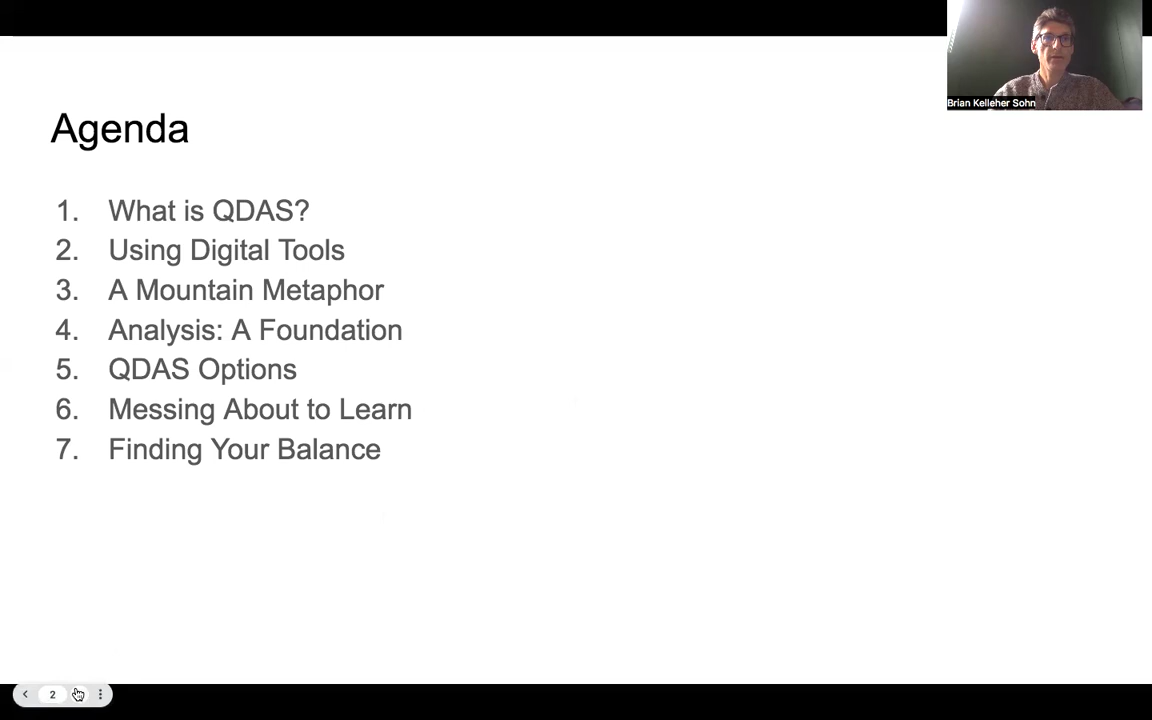 Brian Kelleher Sohn
Agenda
1. What is QDAS?
2. Using Digital Tools
3. A Mountain Metaphor
4. Analysis: A Foundation
5. QDAS Options
6. Messing About to Learn
7. Finding Your Balance
2